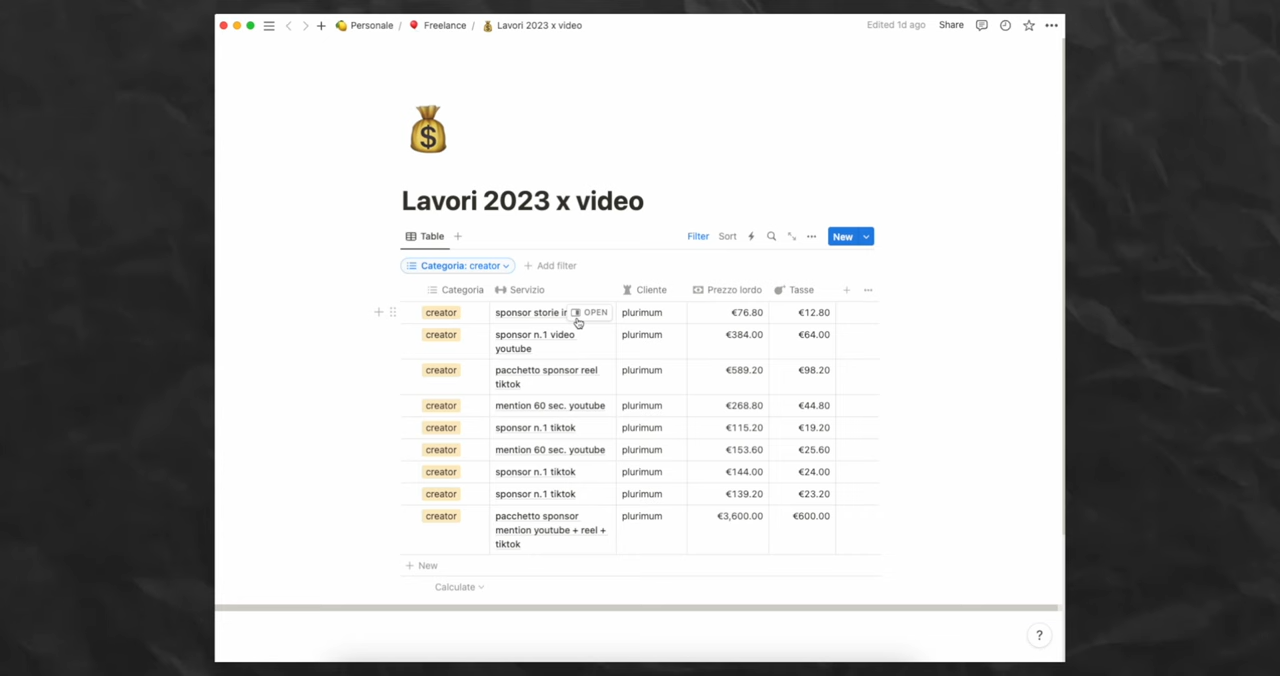 Personale / Freelance / Lavori 2023 x video Edited 1d ago Share
Lavori 2023 x video
Table Filter Sort New
Categoria: creator Add filter
Categoria Servizio Cliente Prezzo lordo Tasse
creator sponsor storie OPEN plurimum €76.80 €12.80
creator sponsor n.1 video plurimum €384.00 €64.00
youtube
creator pacchetto sponsor reel plurimum €589.20 €98.20
tiktok
creator mention 60 sec. youtube plurimum €268.80 €44.80
creator sponsor n.1 tiktok plurimum €115.20 €19.20
creator mention 60 sec. youtube plurimum €153.60 €25.60
creator sponsor n.1 tiktok plurimum €144.00 €24.00
creator sponsor n.1 tiktok plurimum €139.20 €23.20
creator pacchetto sponsor plurimum €3,600.00 €600.00
mention youtube + reel +
tiktok
+ New
Calculate
?